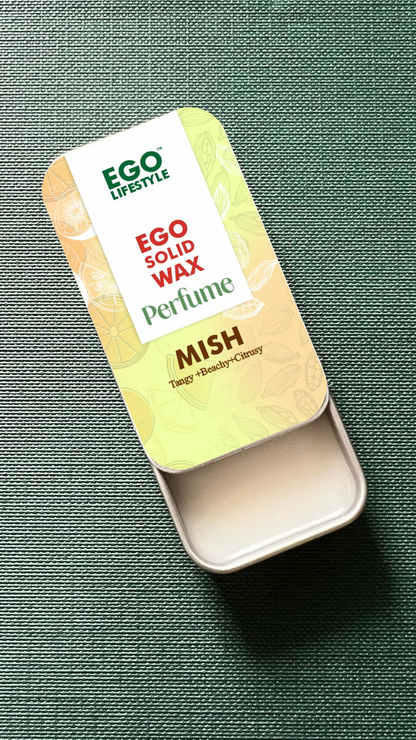 EGO™
LIFESTYLE
EGO
SOLID
WAX
Perfume
MISH
Tangy +Beachy+Citrusy